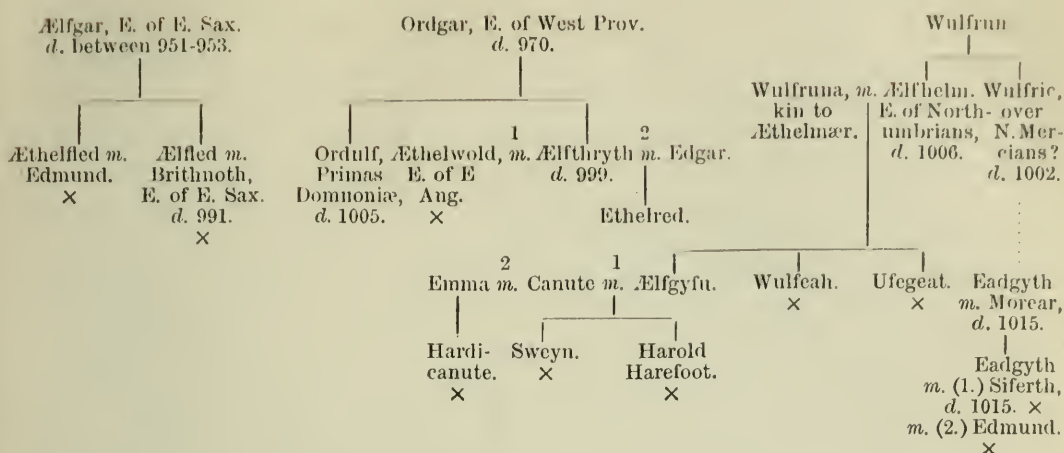 Ælfgar, E. of E. Sax.
d. between 951-953.
Æthelfled m.
Edmund.
×
Ælfled m.
Brithnoth,
E. of E. Sax.
d. 991.
×
Ordgar, E. of West Prov.
d. 970.
Ordulf,
Primas
Domnoniæ,
d. 1005.
1
2
Æthelwold, m. Ælfthryth m. Edgar.
E. of E
Ang.
×
d. 999.
Ethelred.
Wulfrun
Wulfruna, m. Ælfhelm.
kin to
Æthelmær.
E. of North-
umbrians,
d. 1006.
Wulfric,
over
N. Mer-
cians?
d. 1002.
2
1
Emma m. Canute m. Ælfgyfu.
Wulfeah.
×
Ufegeat.
×
Eadgyth
m. Morcar,
d. 1015.
Hardi-
canute.
×
Sweyn.
×
Harold
Harefoot.
×
Eadgyth
m. (1.) Siferth,
d. 1015. ×
m. (2.) Edmund.
×